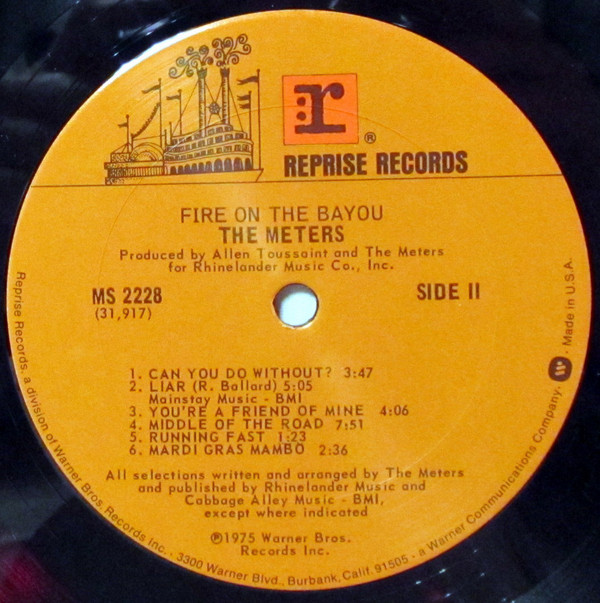 :r
®
REPRISE RECORDS
FIRE ON THE BAYOU
THE METERS
Produced by Allen Toussaint and The Meters
for Rhinelander Music Co., Inc.
MS 2228
(31,917)
SIDE II
1. CAN YOU DO WITHOUT? 3:47
2. LIAR (R. Ballard) 5:05
Mainstay Music - BMI
3. YOU'RE A FRIEND OF MINE 4:06
4. MIDDLE OF THE ROAD 7:51
5. RUNNING FAST 1:23
6. MARDI GRAS MAMBO 2:36
All selections written and arranged by The Meters
and published by Rhinelander Music and
Cabbage Alley Music - BMI,
except where indicated
℗1975 Warner Bros.
Records Inc.
Reprise Records, a division of Warner Bros. Records Inc. · 3300 Warner Blvd., Burbank, Calif. 91505 · a Warner Communications Company. W · Made in U.S.A.